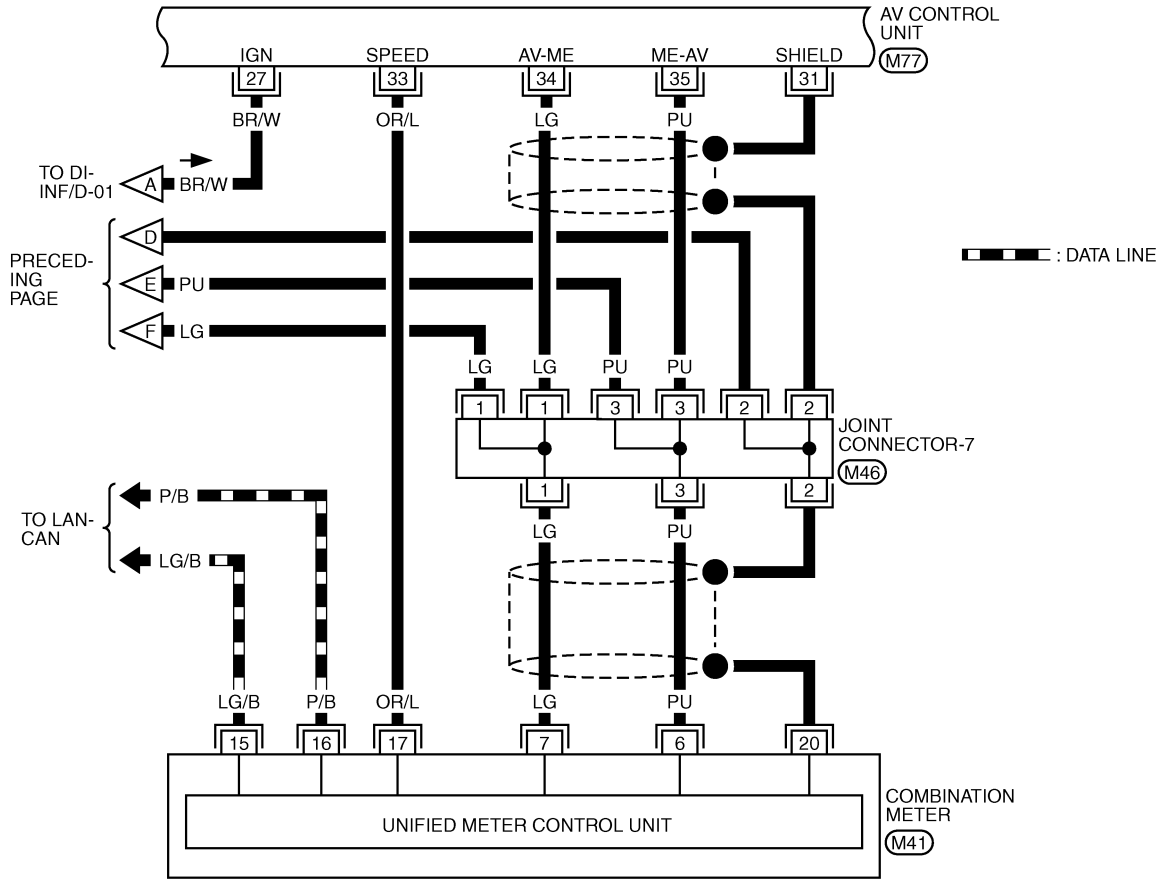 AV CONTROL
UNIT
M77
IGN SPEED AV-ME ME-AV SHIELD
27 33 34 35 31
BR/W OR/L LG PU
TO DI-
INF/D-01
A BR/W
PRECED-
ING
PAGE
D
E PU
F LG
: DATA LINE
LG LG PU PU
1 1 3 3 2 2
JOINT
CONNECTOR-7
M46
1 3 2
LG PU
TO LAN-
CAN
P/B
LG/B
LG/B P/B OR/L LG PU
15 16 17 7 6 20
UNIFIED METER CONTROL UNIT
COMBINATION
METER
M41